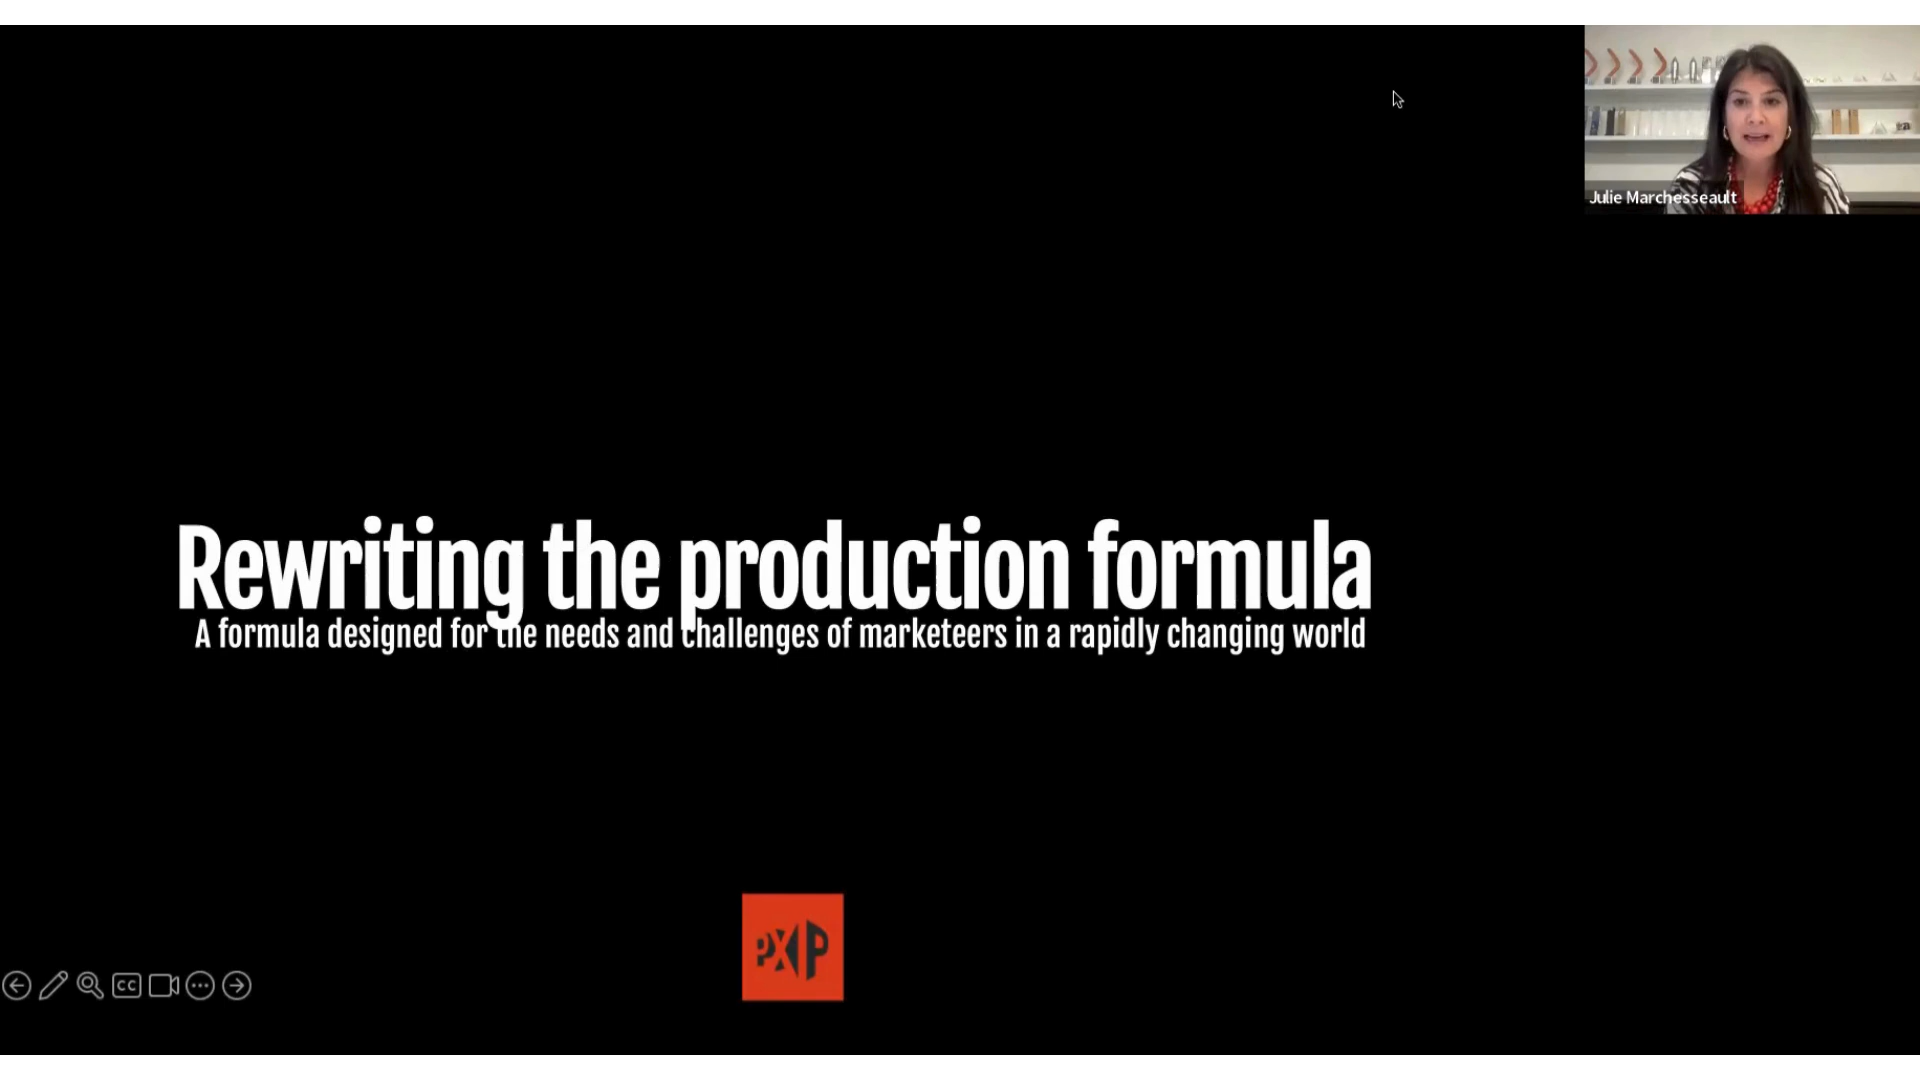 Julie Marchesseault
Rewriting the production formula
A formula designed for the needs and challenges of marketeers in a rapidly changing world
PXP
CC